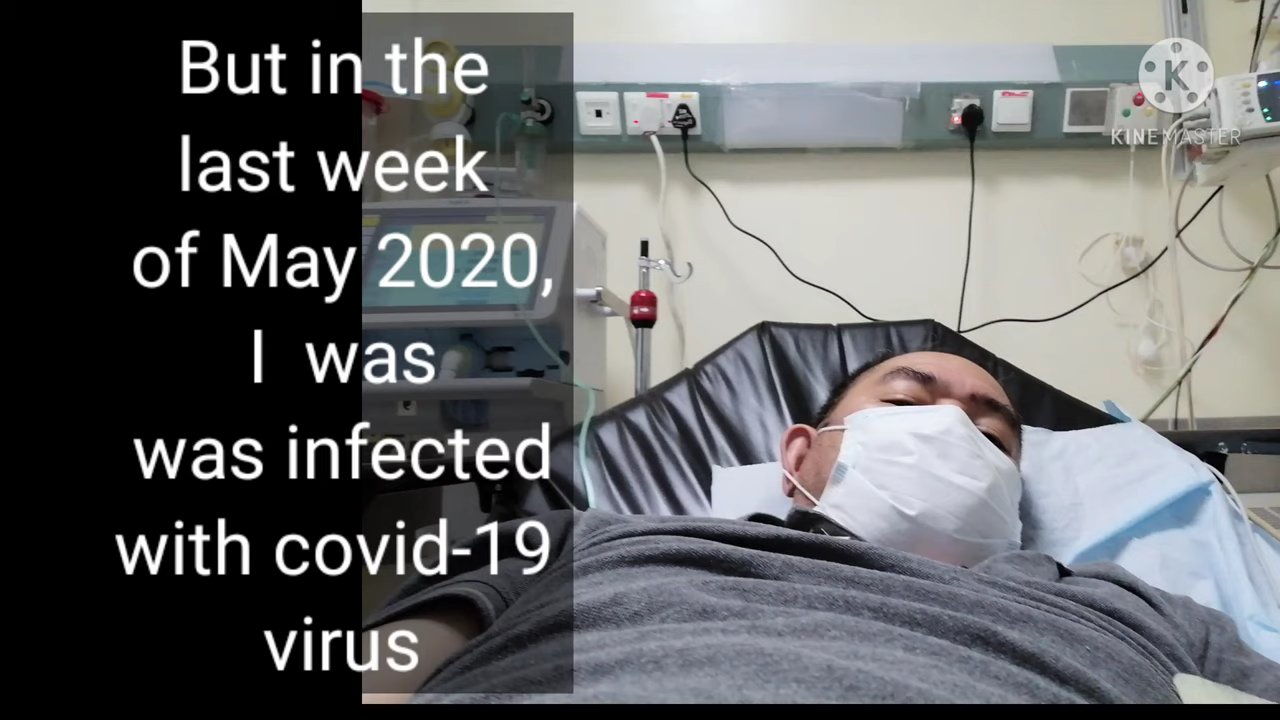 But in the
last week
of May 2020,
I was
was infected
with covid-19
virus
K
KINEMASTER